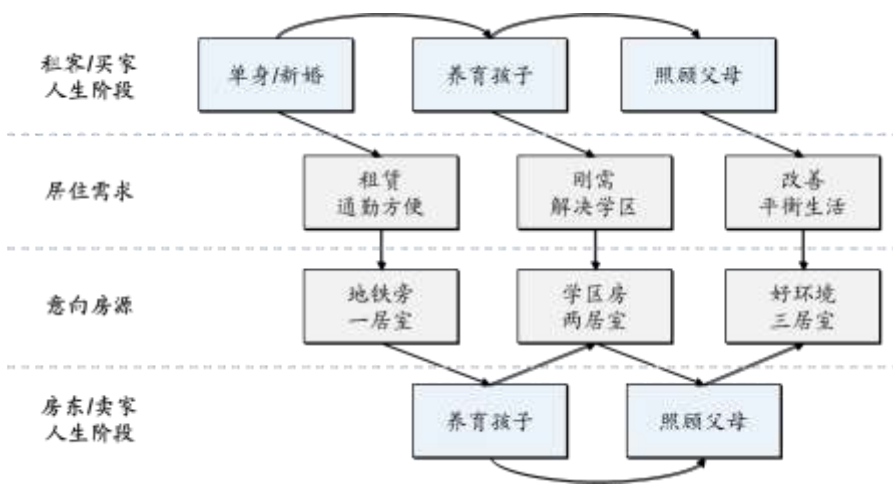 租客/买家
人生阶段
单身/新婚
养育孩子
照顾父母
居住需求
租赁
通勤方便
刚需
解决学区
改善
平衡生活
意向房源
地铁旁
一居室
学区房
两居室
好环境
三居室
房东/卖家
人生阶段
养育孩子
照顾父母